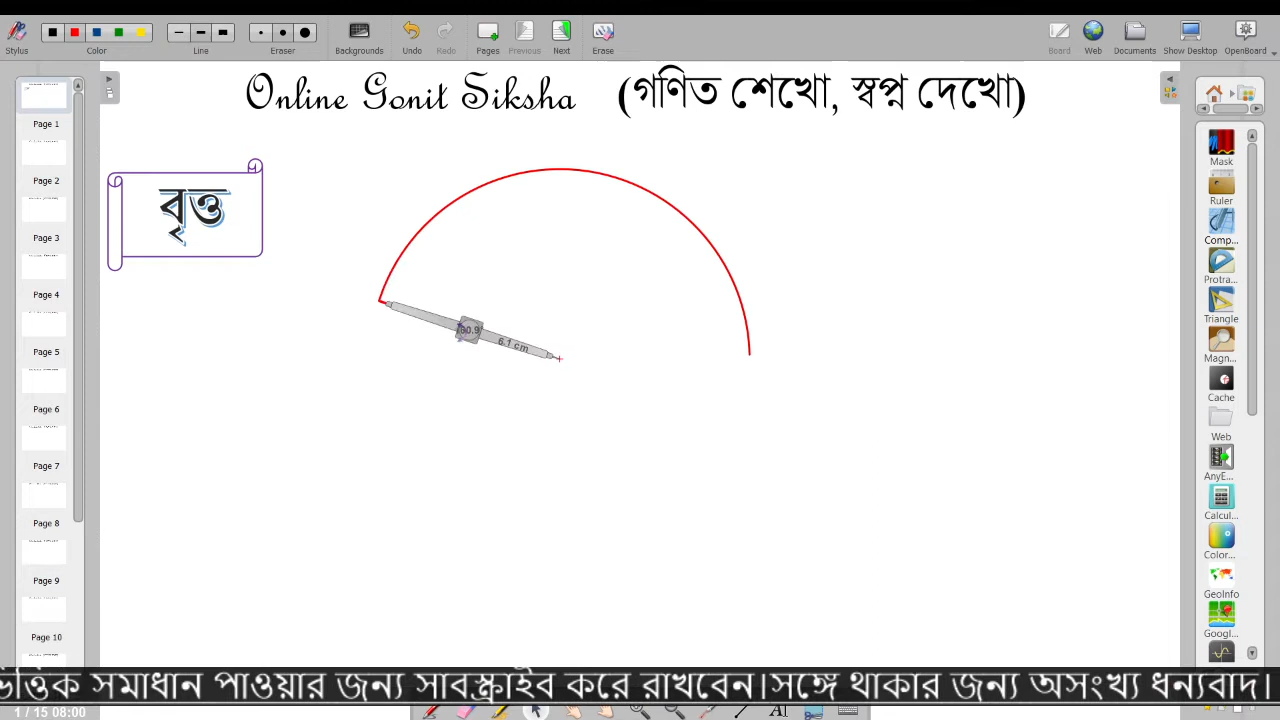 Stylus Color Line Eraser Backgrounds Undo Redo Pages Previous Next Erase Board Web Documents Show Desktop OpenBoard
Online Gonit Siksha (গণিত শেখো, স্বপ্ন দেখো)
Page 1
Page 2
Page 3
Page 4
Page 5
Page 6
Page 7
Page 8
Page 9
Page 10
বৃত্ত
6.1 cm
Mask
Ruler
Comp...
Protra...
Triangle
Magn...
Cache
Web
AnyE...
Calcul...
Color...
GeoInfo
Googl...
সমাধান পাওয়ার জন্য সাবস্ক্রাইব করে রাখবেন।সঙ্গে থাকার জন্য অসংখ্য ধন্যবাদ।
1 / 15 08:00